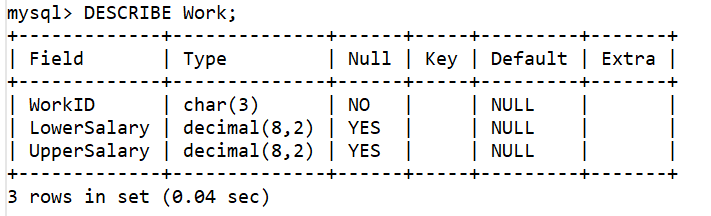 mysql> DESCRIBE Work;
+-------------+--------------+------+-----+---------+-------+
| Field       | Type         | Null | Key | Default | Extra |
+-------------+--------------+------+-----+---------+-------+
| WorkID      | char(3)      | NO   |     | NULL    |       |
| LowerSalary | decimal(8,2) | YES  |     | NULL    |       |
| UpperSalary | decimal(8,2) | YES  |     | NULL    |       |
+-------------+--------------+------+-----+---------+-------+
3 rows in set (0.04 sec)